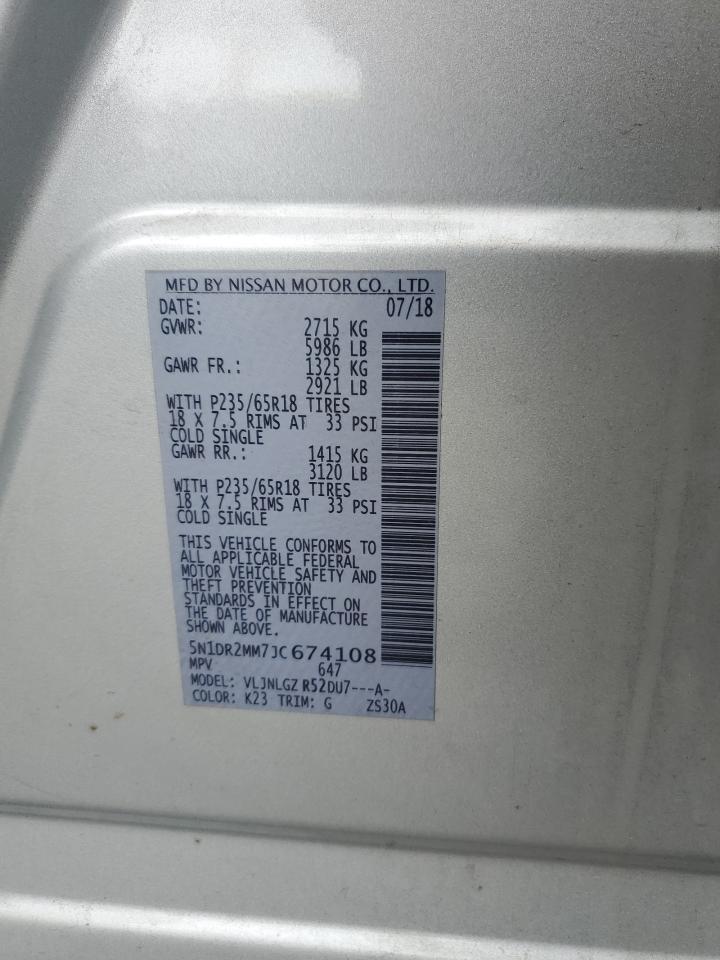 MFD BY NISSAN MOTOR CO., LTD.
DATE: 07/18
GVWR: 2715 KG
5986 LB
GAWR FR.: 1325 KG
2921 LB
WITH P235/65R18 TIRES
18 X 7.5 RIMS AT 33 PSI
COLD SINGLE
GAWR RR.: 1415 KG
3120 LB
WITH P235/65R18 TIRES
18 X 7.5 RIMS AT 33 PSI
COLD SINGLE
THIS VEHICLE CONFORMS TO
ALL APPLICABLE FEDERAL
MOTOR VEHICLE SAFETY AND
THEFT PREVENTION
STANDARDS IN EFFECT ON
THE DATE OF MANUFACTURE
SHOWN ABOVE.
5N1DR2MM7JC674108
MPV 647
MODEL: VLJNLGZ R52DU7---A-
COLOR: K23 TRIM: G ZS30A